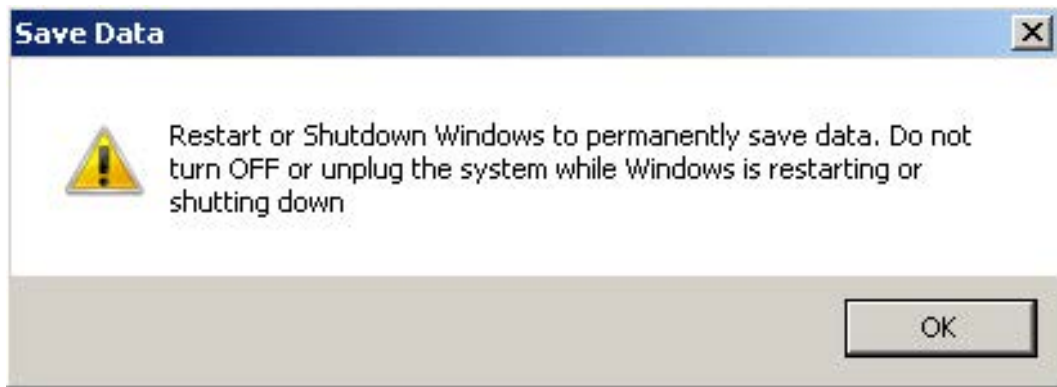 Save Data
Restart or Shutdown Windows to permanently save data. Do not
turn OFF or unplug the system while Windows is restarting or
shutting down
OK